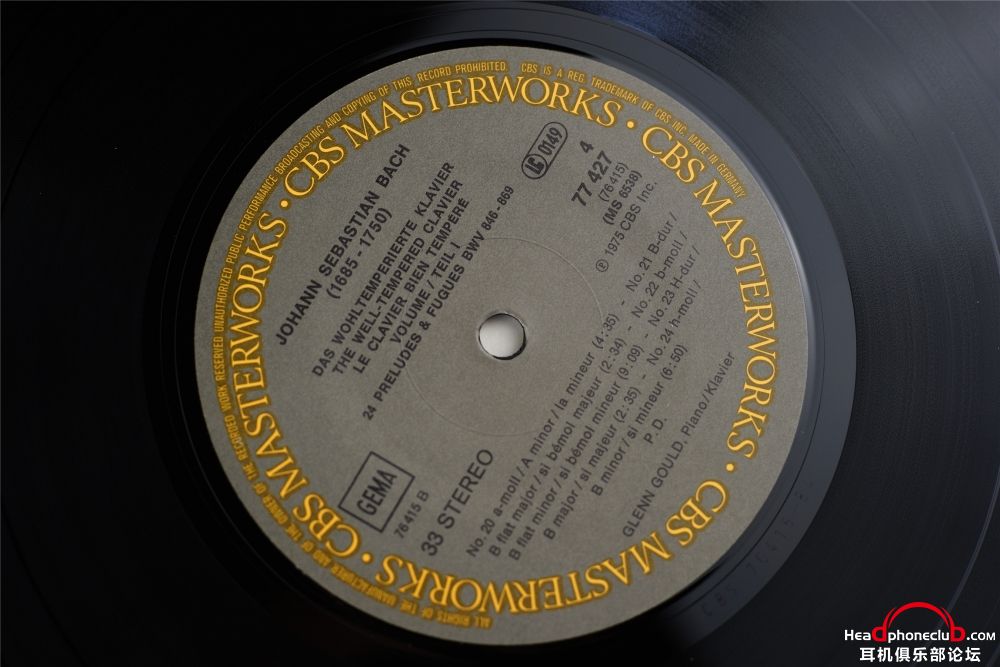 ALL RIGHTS OF THE MANUFACTURER AND OF THE OWNER OF THE RECORDED WORK RESERVED UNAUTHORIZED PUBLIC PERFORMANCE BROADCASTING AND COPYING OF THIS RECORD PROHIBITED. CBS IS A REG. TRADEMARK OF CBS INC. MADE IN GERMANY
CBS MASTERWORKS • CBS MASTERWORKS • CBS MASTERWORKS • CBS MASTERWORKS • CBS MASTERWORKS • CBS MASTERWORKS
JOHANN SEBASTIAN BACH
(1685 - 1750)
DAS WOHLTEMPERIERTE KLAVIER
THE WELL-TEMPERED CLAVIER
LE CLAVIER BIEN TEMPERÉ
VOLUME / TEIL I
24 PRELUDES & FUGUES BWV 846-869
LC 0149
4
77 427
(76415)
(MS 6538)
℗ 1975 CBS Inc.
GEMA
76415 B
33 STEREO
No. 20 a-moll / A minor / la mineur (4:35) - No. 21 B-dur /
B flat major / si bémol majeur (2:34) - No. 22 b-moll /
B flat minor / si bémol mineur (9:09) - No. 23 H-dur /
B major / si majeur (2:35) - No. 24 h-moll /
B minor / si mineur (6:50)
P.D.
GLENN GOULD, Piano/Klavier
Headphoneclub.com
耳机俱乐部论坛